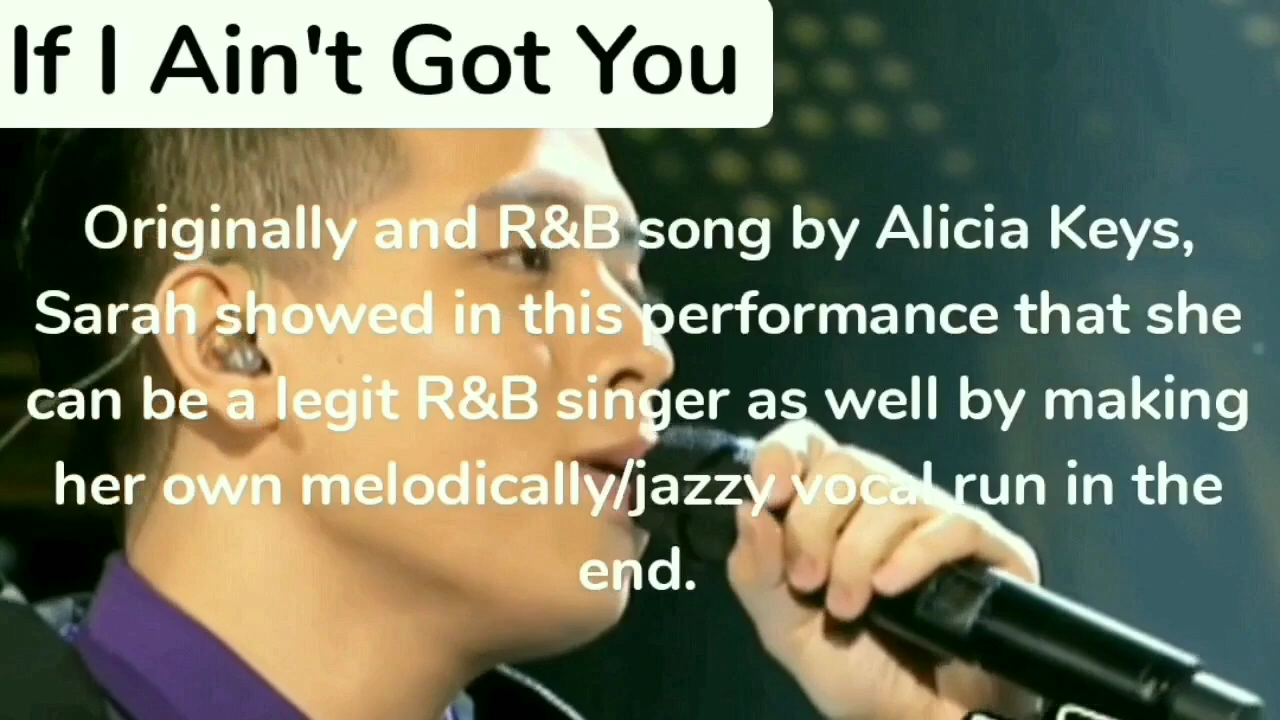 If I Ain't Got You
Originally and R&B song by Alicia Keys,
Sarah showed in this performance that she
can be a legit R&B singer as well by making
her own melodically/jazzy vocal run in the
end.